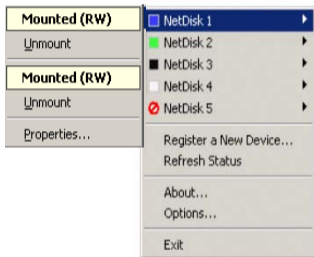 Mounted (RW)
Unmount
Mounted (RW)
Unmount
Properties...
NetDisk 1
NetDisk 2
NetDisk 3
NetDisk 4
NetDisk 5
Register a New Device...
Refresh Status
About...
Options...
Exit